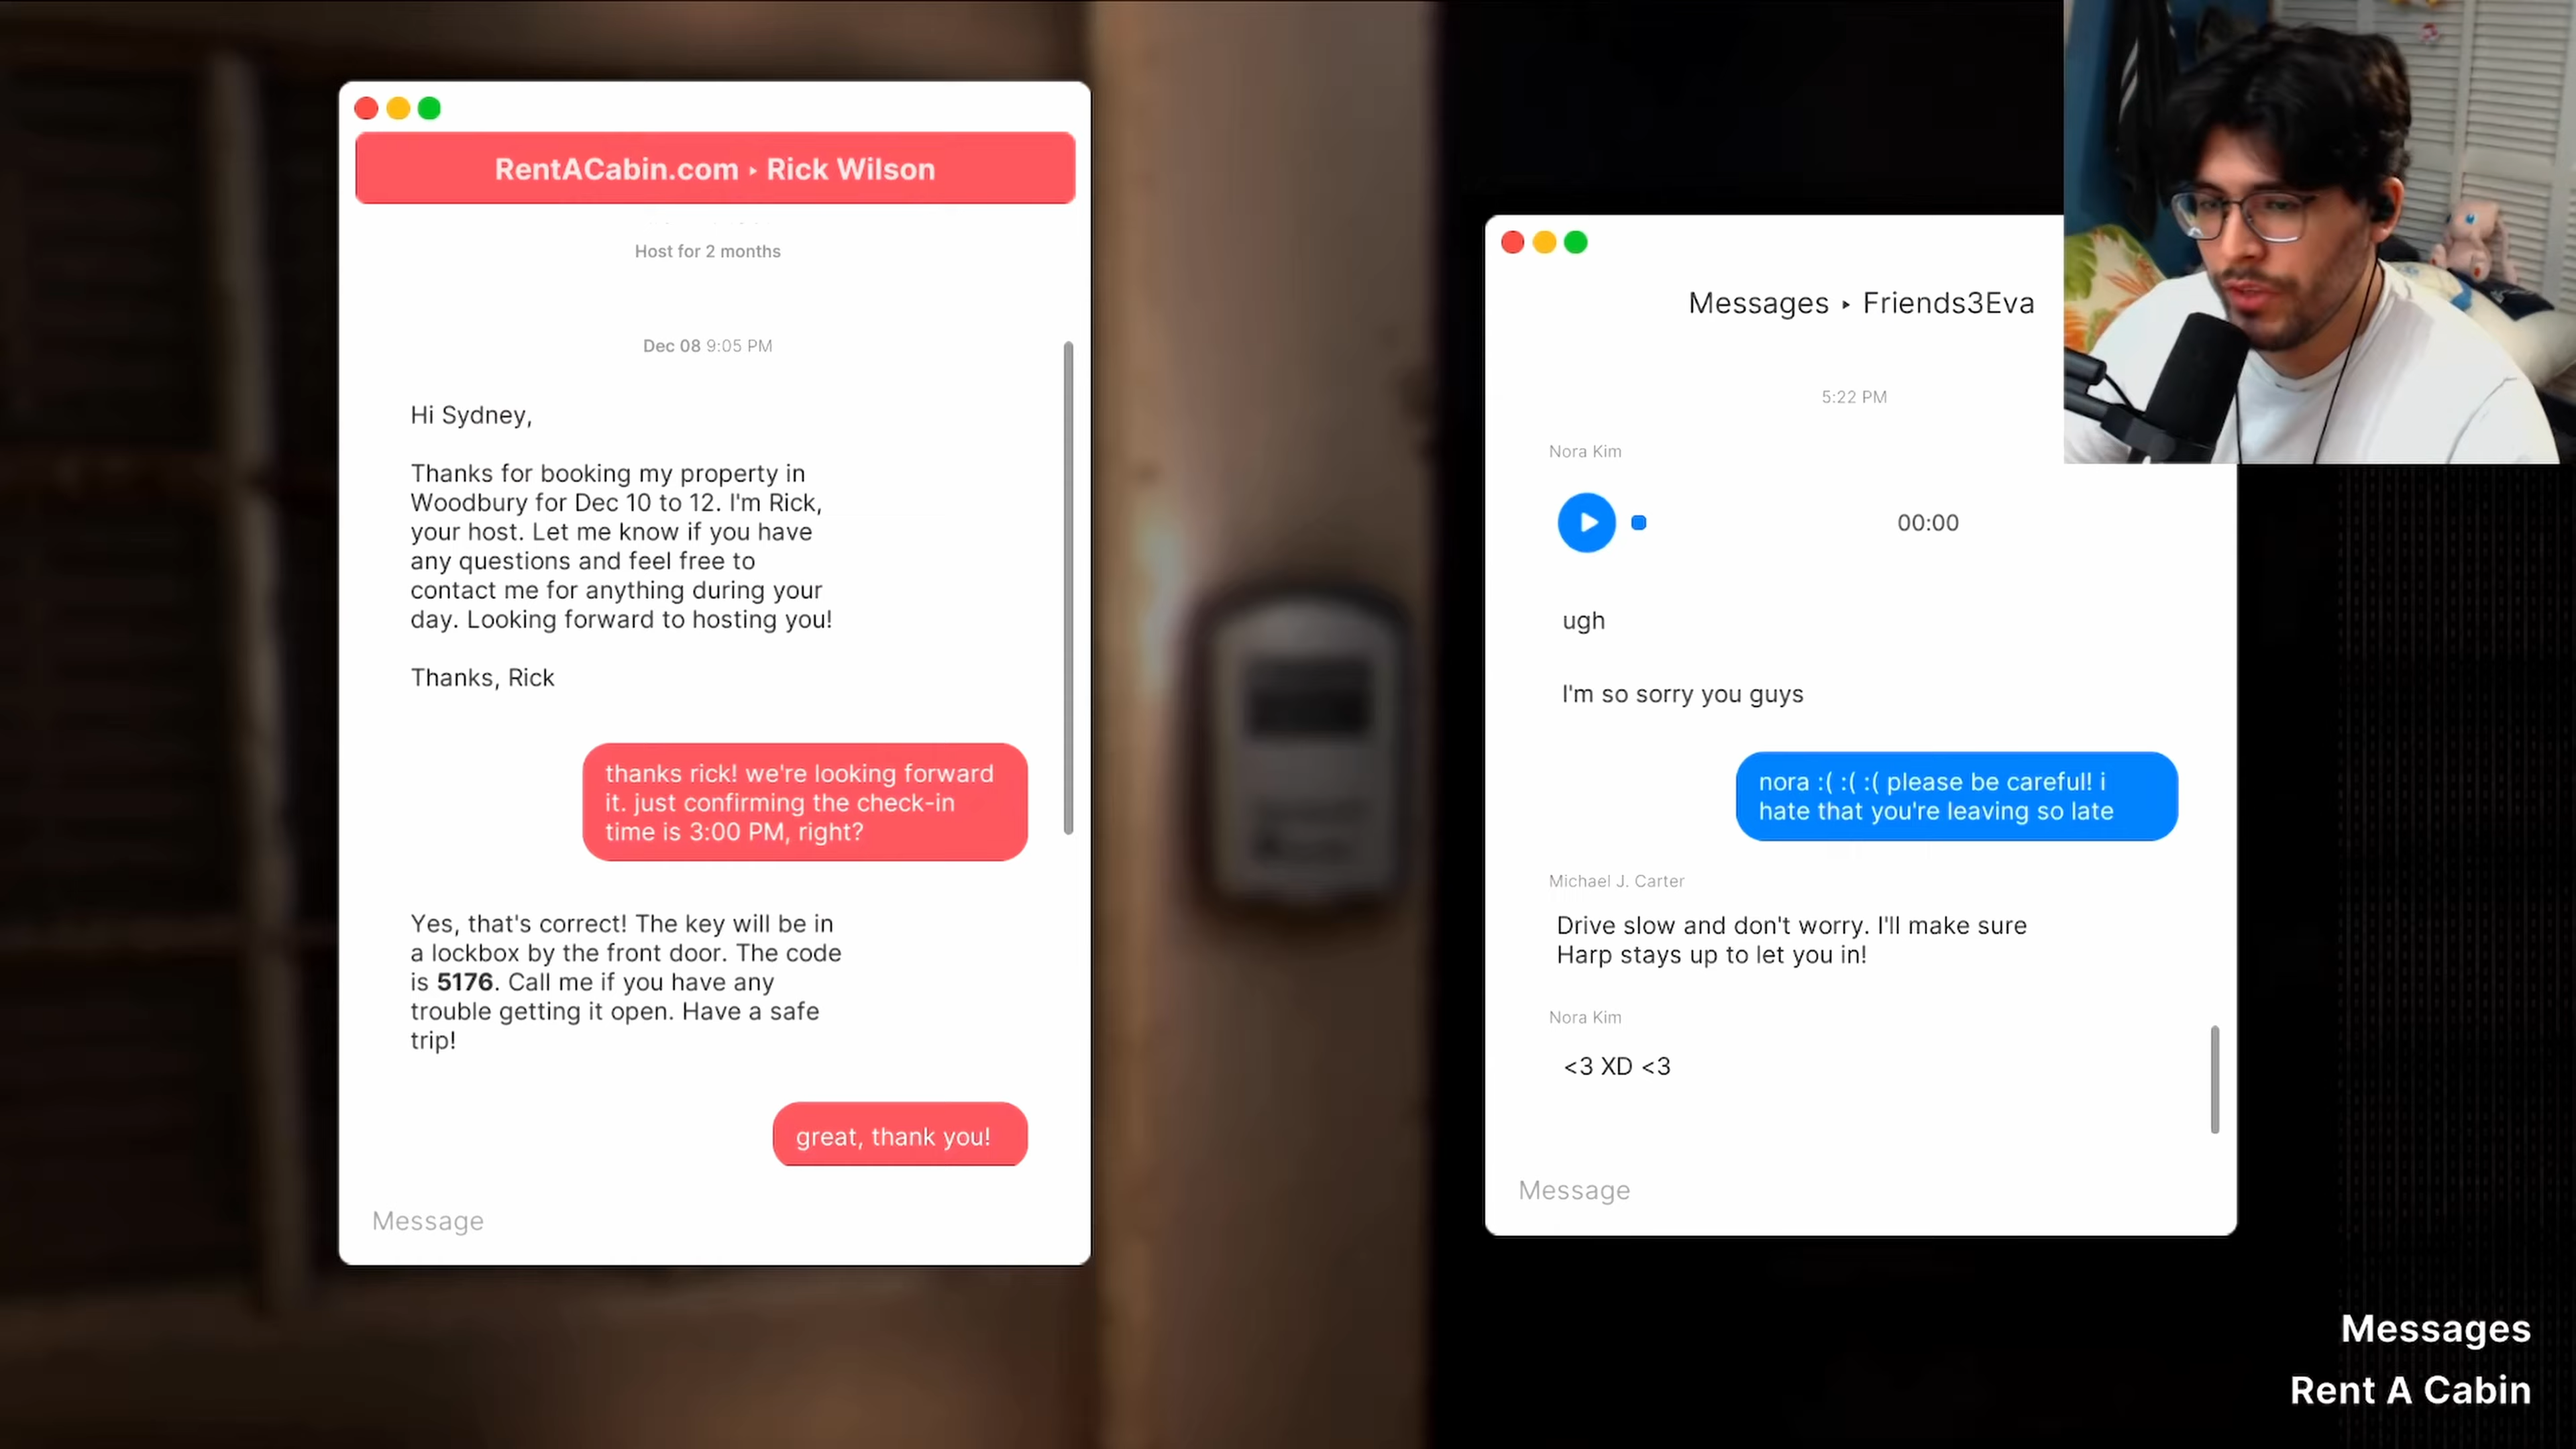 RentACabin.com ‣ Rick Wilson
Host for 2 months
Dec 08 9:05 PM
Hi Sydney,
Thanks for booking my property in
Woodbury for Dec 10 to 12. I'm Rick,
your host. Let me know if you have
any questions and feel free to
contact me for anything during your
day. Looking forward to hosting you!
Thanks, Rick
thanks rick! we're looking forward
it. just confirming the check-in
time is 3:00 PM, right?
Yes, that's correct! The key will be in
a lockbox by the front door. The code
is 5176. Call me if you have any
trouble getting it open. Have a safe
trip!
great, thank you!
Message
Messages ‣ Friends3Eva
5:22 PM
Nora Kim
00:00
ugh
I'm so sorry you guys
nora :( :( :( please be careful! i
hate that you're leaving so late
Michael J. Carter
Drive slow and don't worry. I'll make sure
Harp stays up to let you in!
Nora Kim
<3 XD <3
Message
Messages
Rent A Cabin